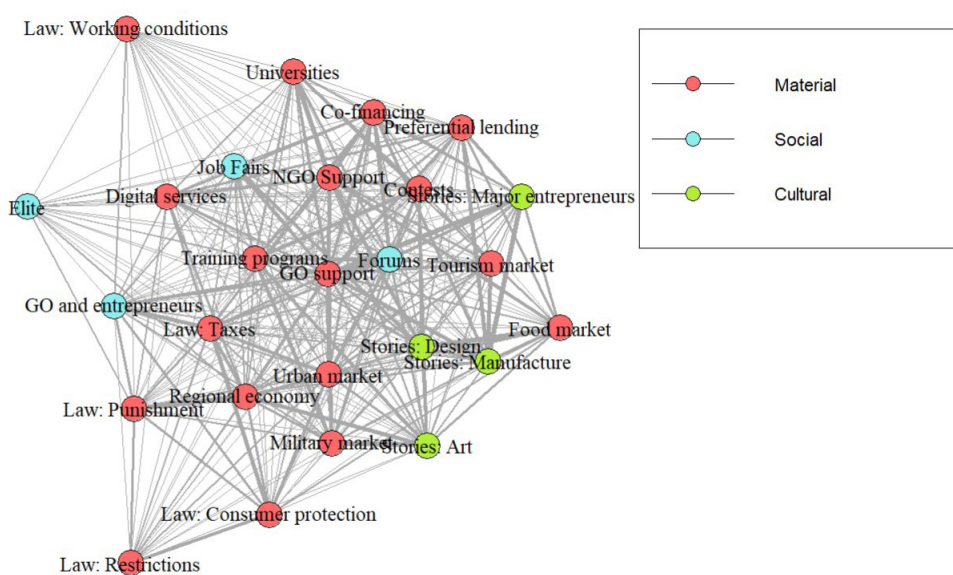 Law: Working conditions
Universities
Material
Co-financing
Preferential lending
Social
Job Fairs
NGO Support
Contests
Digital services
Stories: Major entrepreneurs
Cultural
Elite
Training programs
Forums
GO support
Tourism market
GO and entrepreneurs
Law: Taxes
Food market
Stories: Design
Stories: Manufacture
Urban market
Regional economy
Law: Punishment
Military market
Stories: Art
Law: Consumer protection
Law: Restrictions